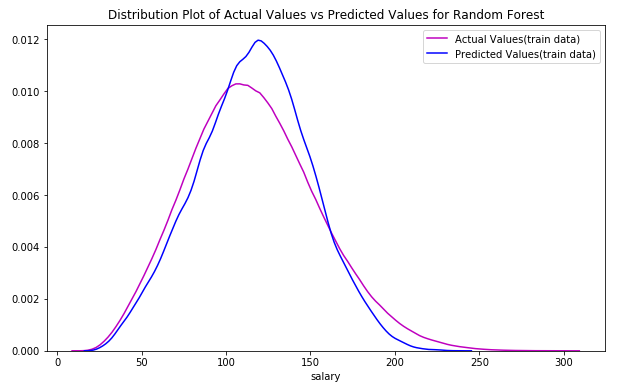 Distribution Plot of Actual Values vs Predicted Values for Random Forest
Actual Values(train data)
Predicted Values(train data)
0.012
0.010
0.008
0.006
0.004
0.002
0.000
0 50 100 150 200 250 300
salary